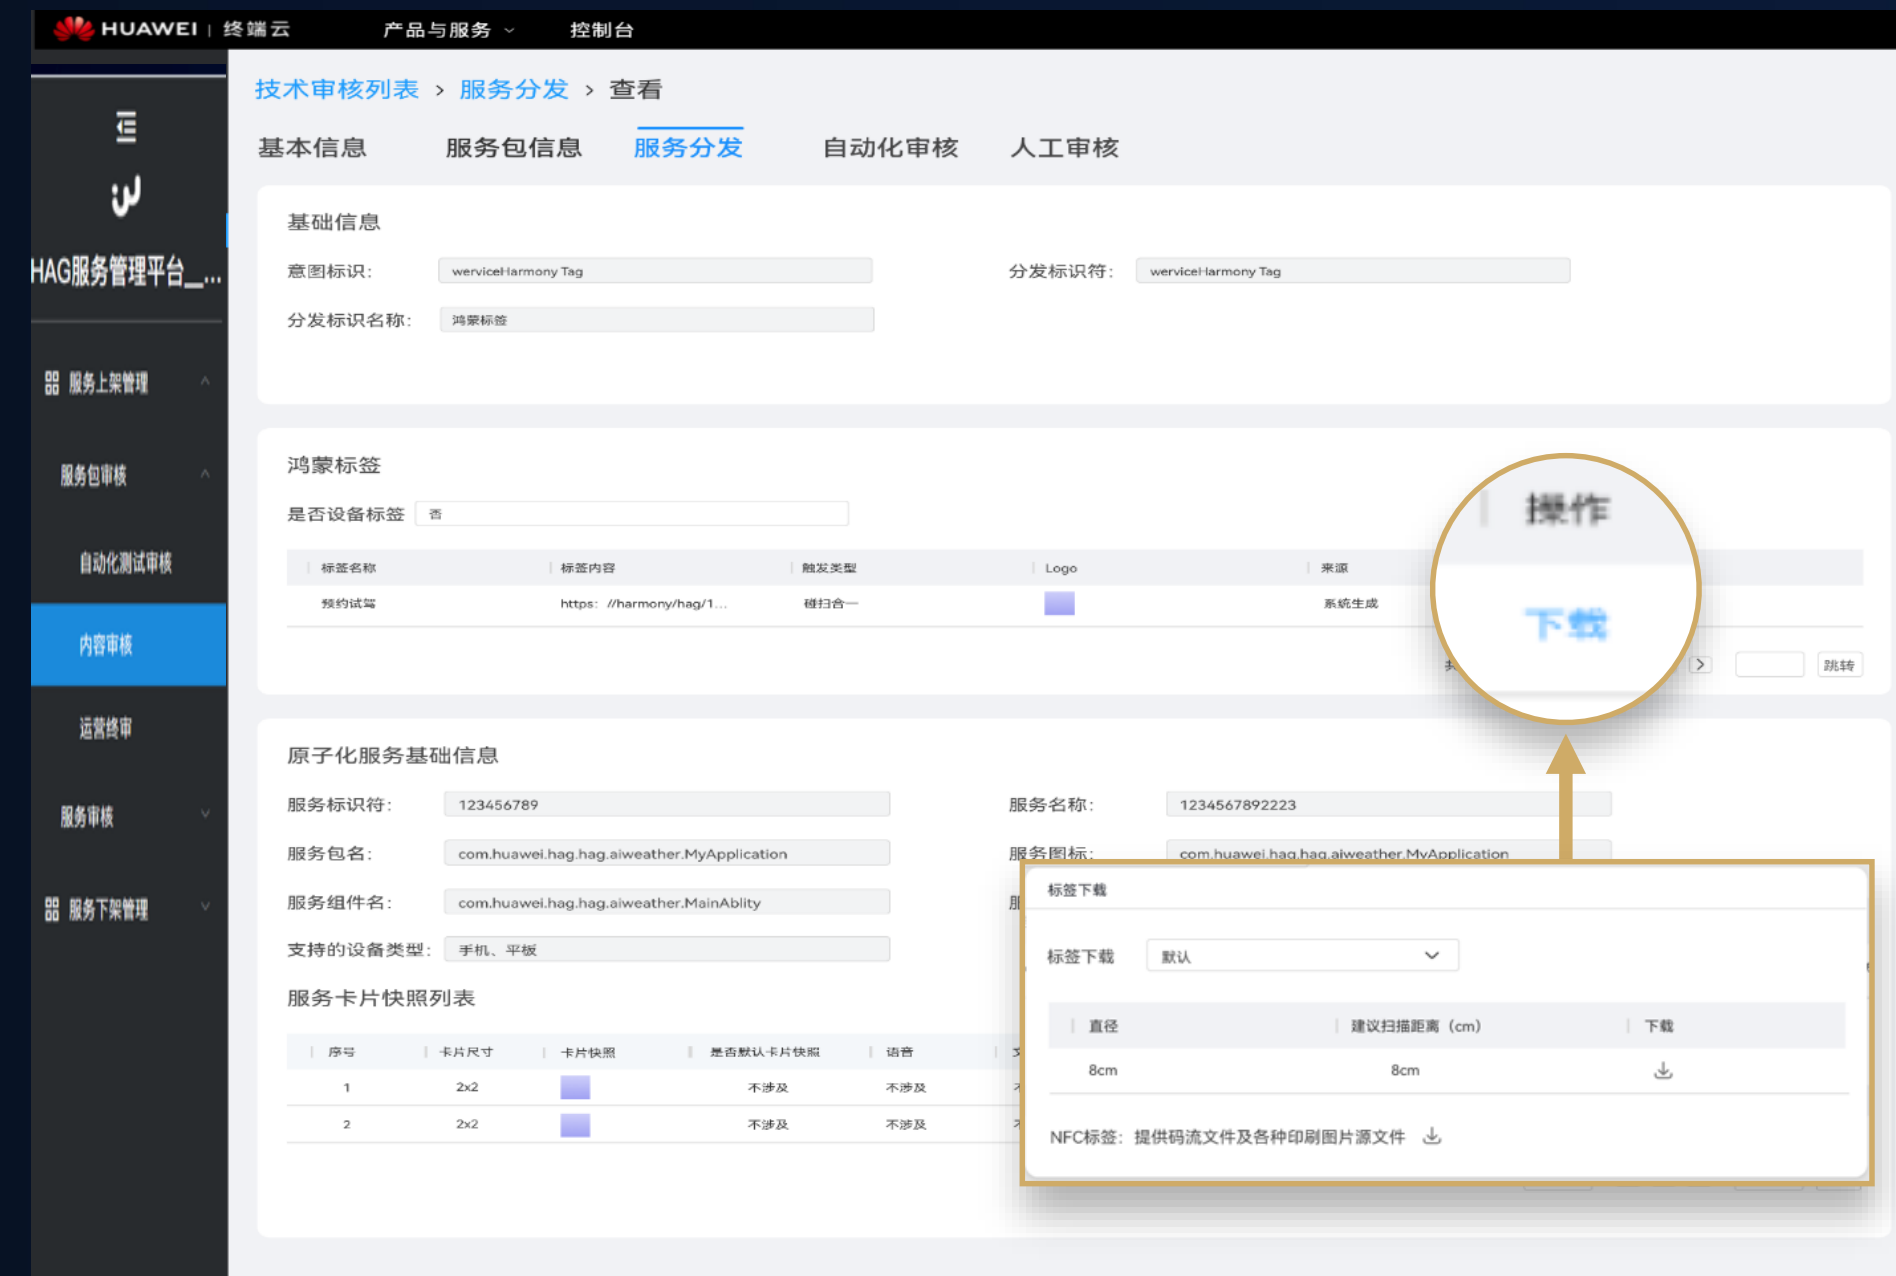 HUAWEI | 终端云 产品与服务 控制台
技术审核列表 > 服务分发 > 查看
基本信息 服务包信息 服务分发 自动化审核 人工审核
HAG服务管理平台__...
服务上架管理
服务包审核
自动化测试审核
内容审核
运营终审
服务审核
服务下架管理
基础信息
意图标识: werviceHarmony Tag 分发标识符: werviceHarmony Tag
分发标识名称: 鸿蒙标签
鸿蒙标签
是否设备标签 否
标签名称 标签内容 触发类型 Logo 来源 操作
预约试驾 https: //harmony/hag/1... 碰扫合一 系统生成 下载
> 跳转
原子化服务基础信息
服务标识符: 123456789 服务名称: 1234567892223
服务包名: com.huawei.hag.hag.aiweather.MyApplication 服务图标: com.huawei.hag.hag.aiweather.MyApplication
服务组件名: com.huawei.hag.hag.aiweather.MainAblity
支持的设备类型: 手机、平板
服务卡片快照列表
序号 卡片尺寸 卡片快照 是否默认卡片快照 语音
1 2x2 不涉及 不涉及
2 2x2 不涉及 不涉及
标签下载
标签下载 默认
直径 建议扫描距离（cm） 下载
8cm 8cm
NFC标签：提供码流文件及各种印刷图片源文件